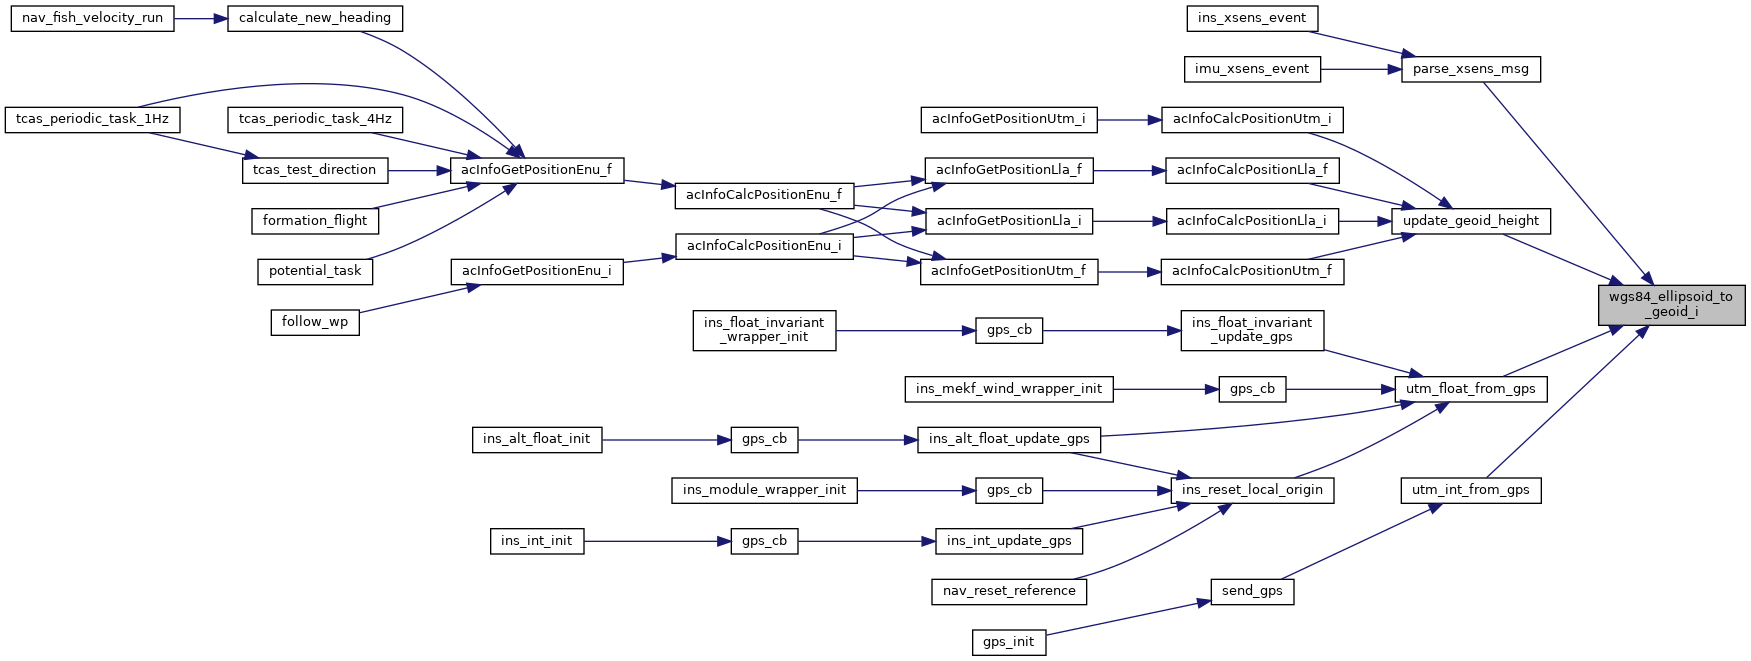 nav_fish_velocity_run
calculate_new_heading
ins_xsens_event
imu_xsens_event
parse_xsens_msg
tcas_periodic_task_1Hz
tcas_periodic_task_4Hz
acInfoGetPositionUtm_i
acInfoCalcPositionUtm_i
tcas_test_direction
acInfoGetPositionEnu_f
acInfoGetPositionLla_f
acInfoCalcPositionLla_f
acInfoCalcPositionEnu_f
formation_flight
acInfoGetPositionLla_i
acInfoCalcPositionLla_i
update_geoid_height
acInfoCalcPositionEnu_i
potential_task
acInfoGetPositionEnu_i
acInfoGetPositionUtm_f
acInfoCalcPositionUtm_f
wgs84_ellipsoid_to
_geoid_i
follow_wp
ins_float_invariant
_wrapper_init
gps_cb
ins_float_invariant
_update_gps
ins_mekf_wind_wrapper_init
gps_cb
utm_float_from_gps
ins_alt_float_init
gps_cb
ins_alt_float_update_gps
ins_module_wrapper_init
gps_cb
ins_reset_local_origin
utm_int_from_gps
ins_int_init
gps_cb
ins_int_update_gps
nav_reset_reference
send_gps
gps_init